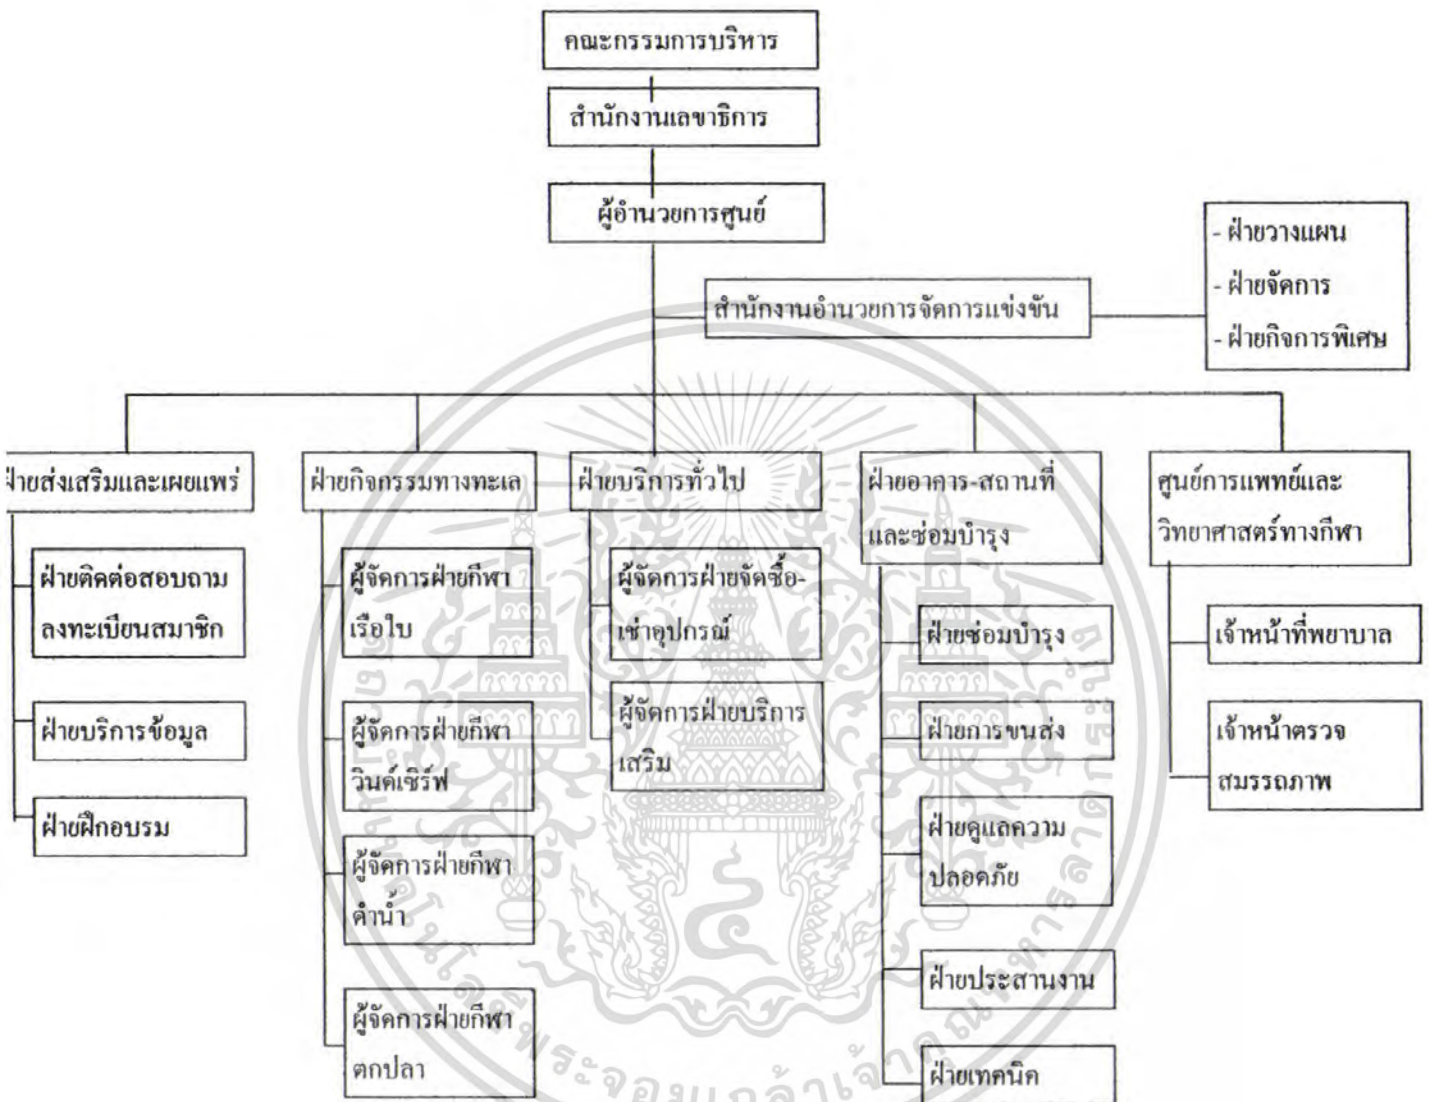 คณะกรรมการบริหาร
สำนักงานเลขาธิการ
ผู้อำนวยการศูนย์
สำนักงานอำนวยการจัดการแข่งขัน
- ฝ่ายวางแผน
- ฝ่ายจัดการ
- ฝ่ายกิจการพิเศษ
ฝ่ายส่งเสริมและเผยแพร่
ฝ่ายติดต่อสอบถาม
ลงทะเบียนสมาชิก
ฝ่ายบริการข้อมูล
ฝ่ายฝึกอบรม
ฝ่ายกิจกรรมทางทะเล
ผู้จัดการฝ่ายกีฬา
เรือใบ
ผู้จัดการฝ่ายกีฬา
วินด์เซิร์ฟ
ผู้จัดการฝ่ายกีฬา
ดำน้ำ
ผู้จัดการฝ่ายกีฬา
ตกปลา
ฝ่ายบริการทั่วไป
ผู้จัดการฝ่ายจัดซื้อ-
เช่าอุปกรณ์
ผู้จัดการฝ่ายบริการ
เสริม
ฝ่ายอาคาร-สถานที่
และซ่อมบำรุง
ฝ่ายซ่อมบำรุง
ฝ่ายการขนส่ง
ฝ่ายดูแลความ
ปลอดภัย
ฝ่ายประสานงาน
ฝ่ายเทคนิค
ศูนย์การแพทย์และ
วิทยาศาสตร์ทางกีฬา
เจ้าหน้าที่พยาบาล
เจ้าหน้าตรวจ
สมรรถภาพ